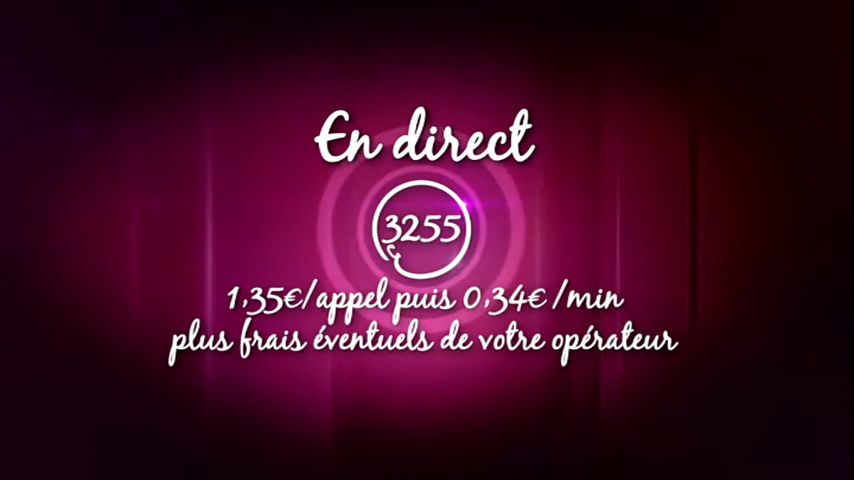 En direct
3255
1,35€/appel puis 0,34€/min
plus frais éventuels de votre opérateur